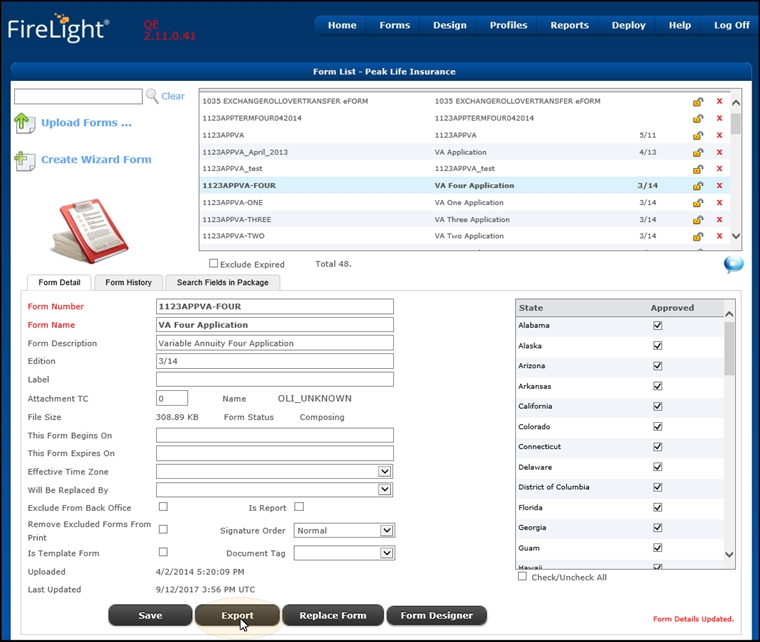 FireLight®
QE
2.11.0.41
Home Forms Design Profiles Reports Deploy Help Log Off
Form List - Peak Life Insurance
Clear
Upload Forms ...
Create Wizard Form
1035 EXCHANGEROLLOVERTRANSFER eFORM 1035 EXCHANGEROLLOVERTRANSFER eFORM X
1123APPTERMFOUR042014 1123APPTERMFOUR042014 X
1123APPVA 1123APPVA 5/11 X
1123APPVA_April_2013 VA Application 4/13 X
1123APPVA_test 1123APPVA_test X
1123APPVA-FOUR VA Four Application 3/14 X
1123APPVA-ONE VA One Application 3/14 X
1123APPVA-THREE VA Three Application 3/14 X
1123APPVA-TWO VA Two Application 3/14 X
Exclude Expired Total 48.
Form Detail Form History Search Fields in Package
Form Number 1123APPVA-FOUR
Form Name VA Four Application
Form Description Variable Annuity Four Application
Edition 3/14
Label
Attachment TC 0 Name OLI_UNKNOWN
File Size 308.89 KB Form Status Composing
This Form Begins On
This Form Expires On
Effective Time Zone
Will Be Replaced By
Exclude From Back Office Is Report
Remove Excluded Forms From
Print
Signature Order Normal
Is Template Form Document Tag
Uploaded 4/2/2014 5:20:09 PM
Last Updated 9/12/2017 3:56 PM UTC
State Approved
Alabama
Alaska
Arizona
Arkansas
California
Colorado
Connecticut
Delaware
District of Columbia
Florida
Georgia
Guam
Hawaii
Check/Uncheck All
Save Export Replace Form Form Designer
Form Details Updated.